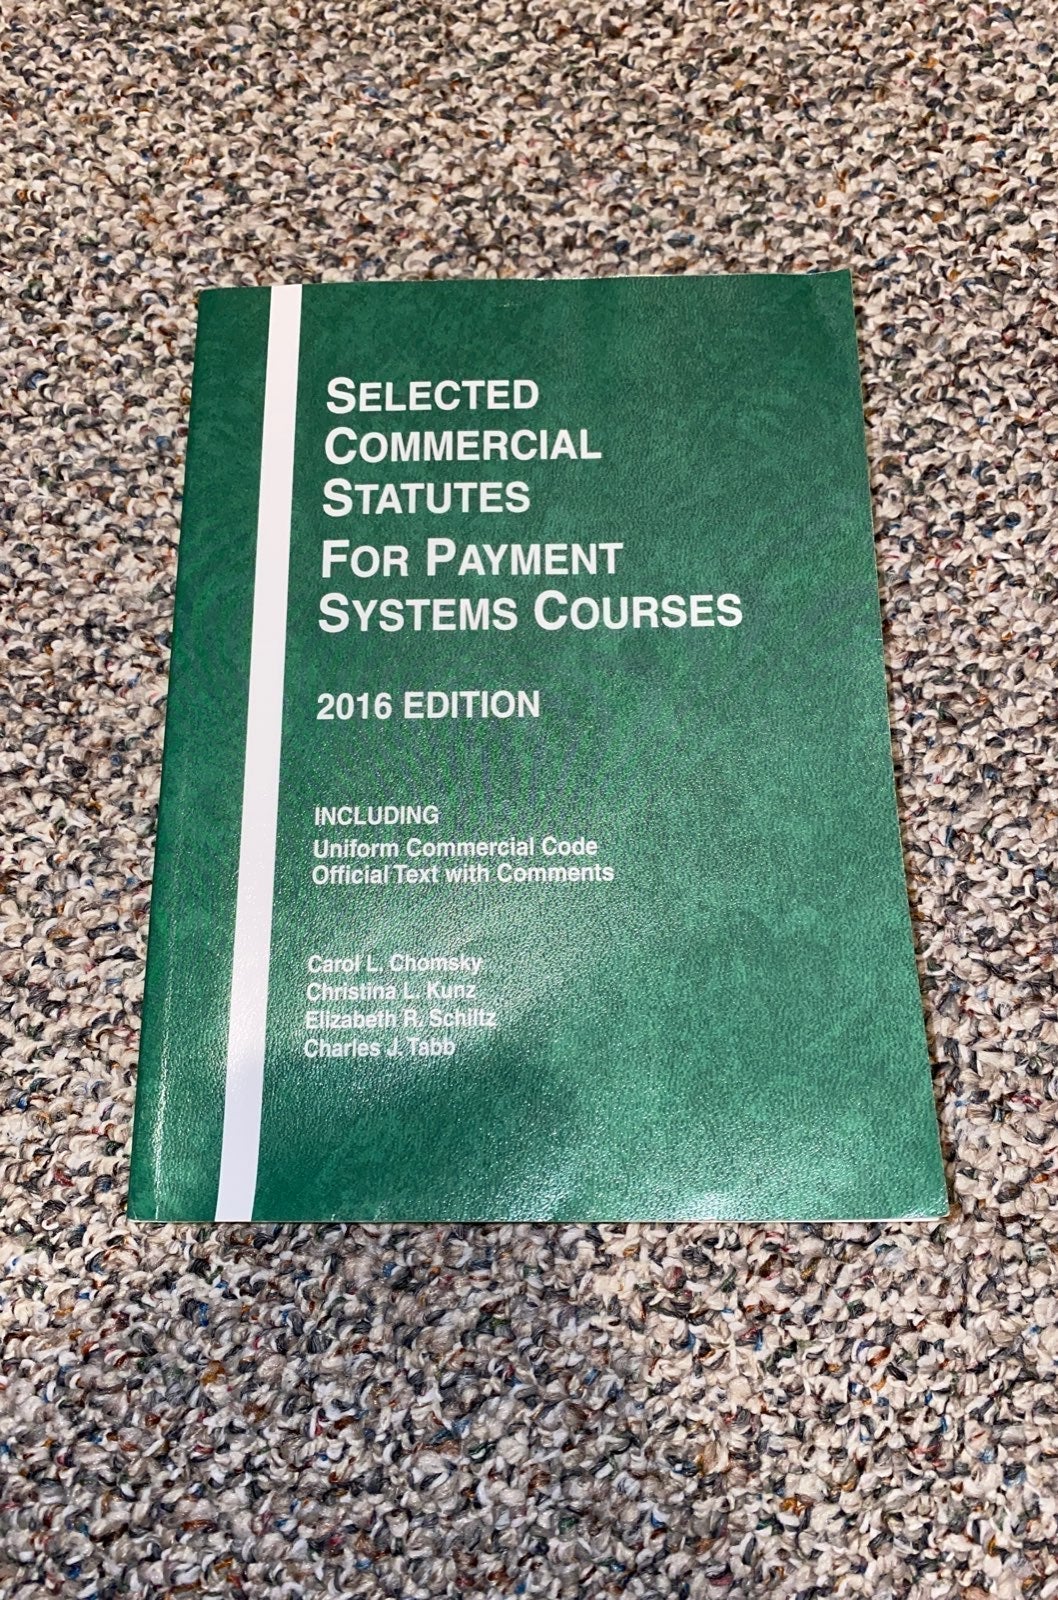 SELECTED
COMMERCIAL
STATUTES
FOR PAYMENT
SYSTEMS COURSES
2016 EDITION
INCLUDING
Uniform Commercial Code
Official Text with Comments
Carol L. Chomsky
Christina L. Kunz
Elizabeth R. Schiltz
Charles J. Tabb